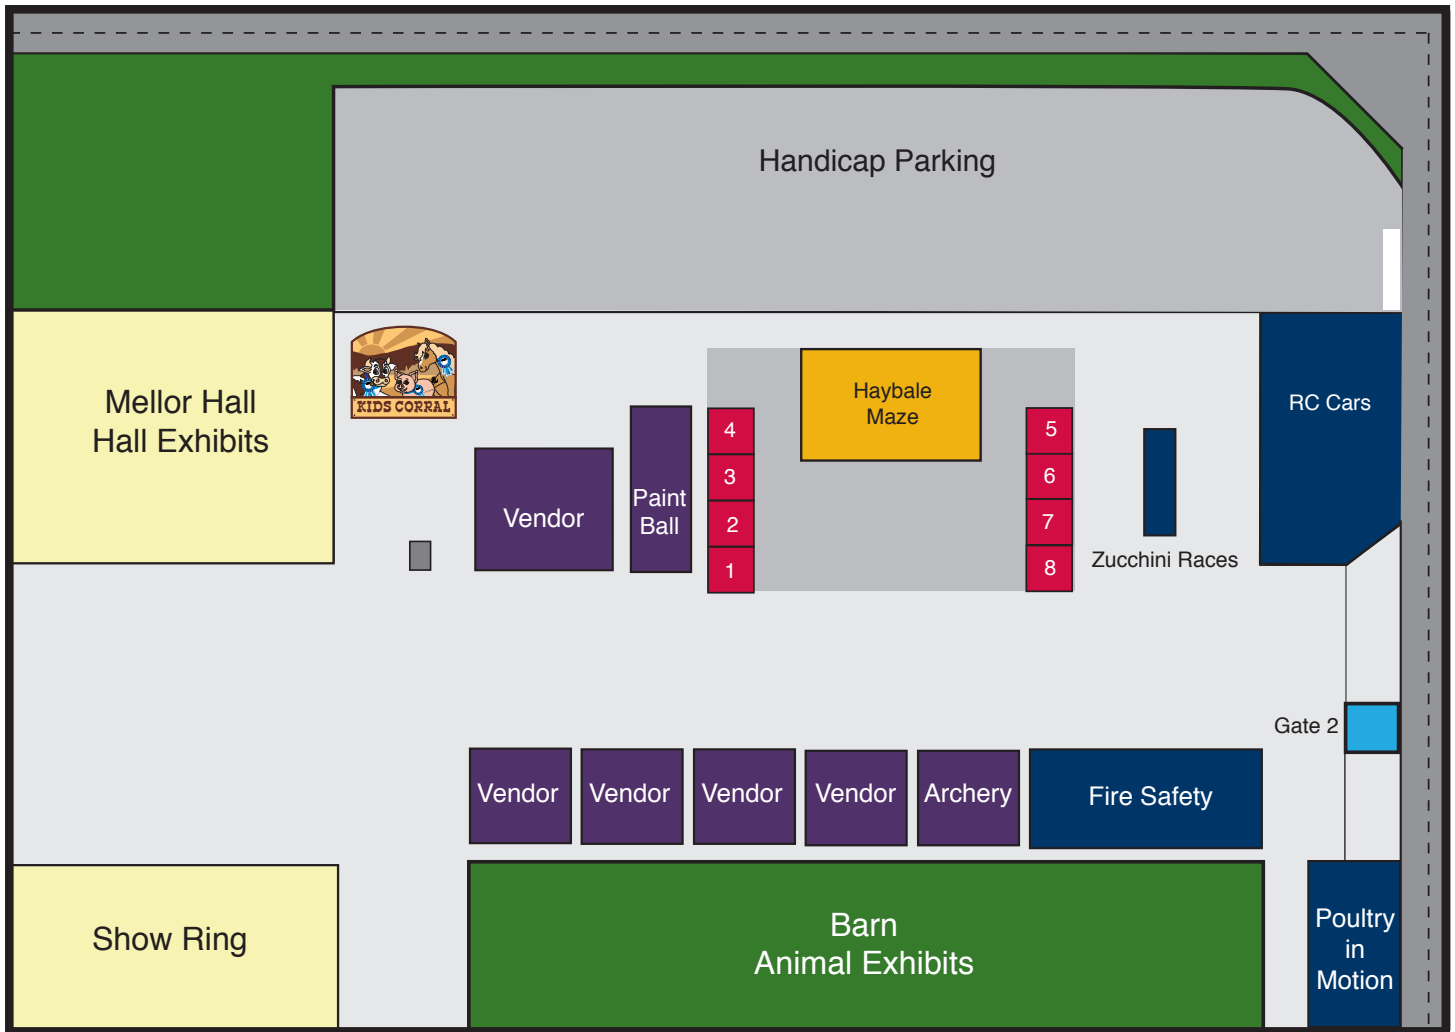 Handicap Parking
Mellor Hall
Hall Exhibits
KIDS CORRAL
Vendor
Paint
Ball
4
3
2
1
Haybale
Maze
5
6
7
8
Zucchini Races
RC Cars
Gate 2
Vendor
Vendor
Vendor
Vendor
Archery
Fire Safety
Show Ring
Barn
Animal Exhibits
Poultry
in
Motion